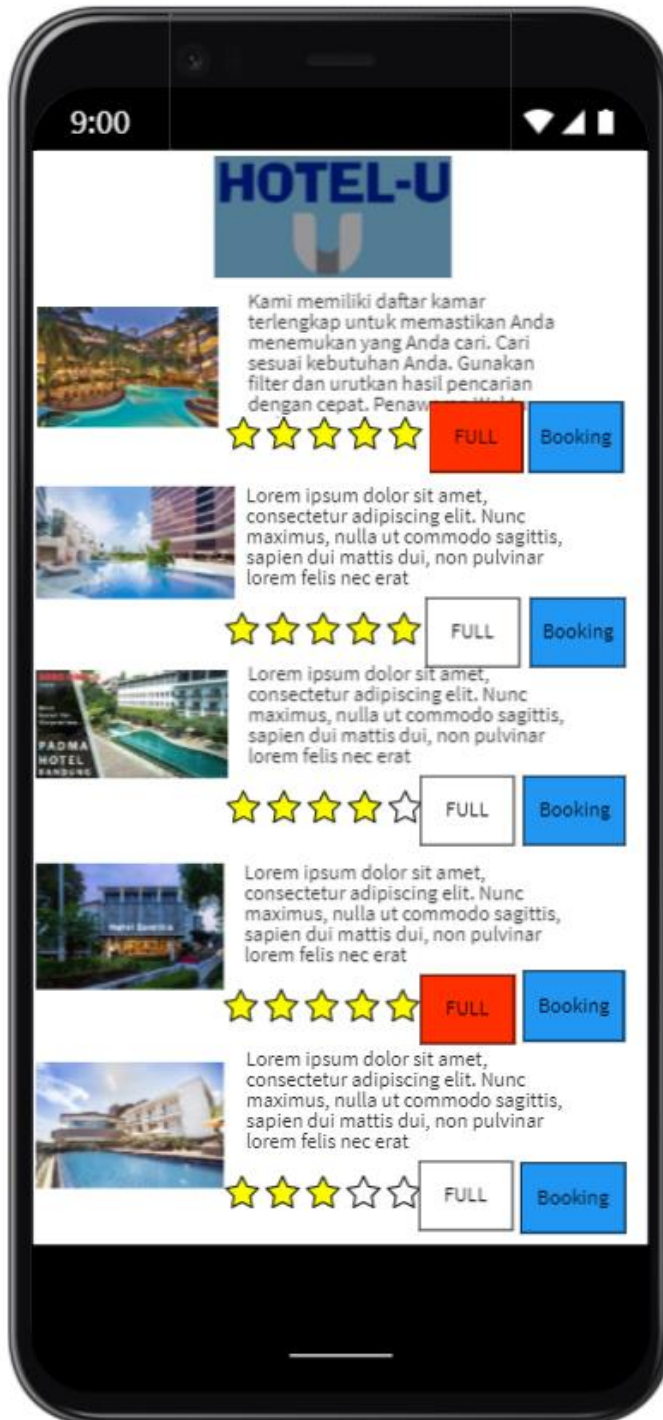 9:00
HOTEL-U
U
Kami memiliki daftar kamar
terlengkap untuk memastikan Anda
menemukan yang Anda cari. Cari
sesuai kebutuhan Anda. Gunakan
filter dan urutkan hasil pencarian
dengan cepat.
FULL
Booking
Lorem ipsum dolor sit amet,
consectetur adipiscing elit. Nunc
maximus, nulla ut commodo sagittis,
sapien dui mattis dui, non pulvinar
lorem felis nec erat
FULL
Booking
PADMA
HOTEL
BANDUNG
Lorem ipsum dolor sit amet,
consectetur adipiscing elit. Nunc
maximus, nulla ut commodo sagittis,
sapien dui mattis dui, non pulvinar
lorem felis nec erat
FULL
Booking
Lorem ipsum dolor sit amet,
consectetur adipiscing elit. Nunc
maximus, nulla ut commodo sagittis,
sapien dui mattis dui, non pulvinar
lorem felis nec erat
FULL
Booking
Lorem ipsum dolor sit amet,
consectetur adipiscing elit. Nunc
maximus, nulla ut commodo sagittis,
sapien dui mattis dui, non pulvinar
lorem felis nec erat
FULL
Booking